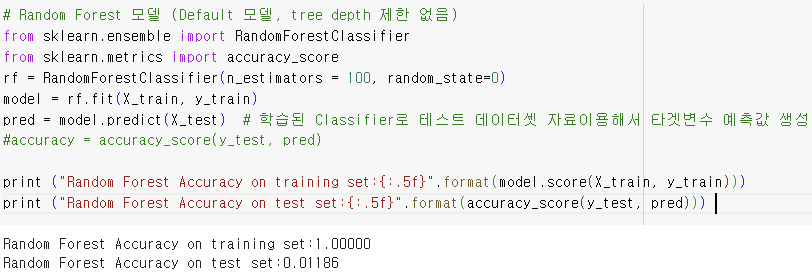 # Random Forest 모델 (Default 모델, tree depth 제한 없음)
from sklearn.ensemble import RandomForestClassifier
from sklearn.metrics import accuracy_score
rf = RandomForestClassifier(n_estimators = 100, random_state=0)
model = rf.fit(X_train, y_train)
pred = model.predict(X_test)  # 학습된 Classifier로 테스트 데이터셋 자료이용해서 타겟변수 예측값 생성
#accuracy = accuracy_score(y_test, pred)
print ("Random Forest Accuracy on training set:{:.5f}".format(model.score(X_train, y_train)))
print ("Random Forest Accuracy on test set:{:.5f}".format(accuracy_score(y_test, pred)))
Random Forest Accuracy on training set:1.00000
Random Forest Accuracy on test set:0.01186